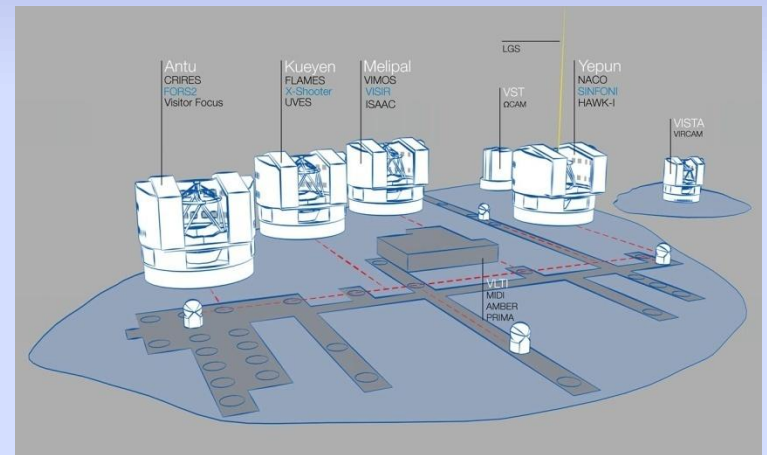 Antu
CRIRES
FORS2
Visitor Focus
Kueyen
FLAMES
X-Shooter
UVES
Melipal
VIMOS
VISIR
ISAAC
LGS
VST
ΩCAM
Yepun
NACO
SINFONI
HAWK-I
VISTA
VIRCAM
VLTI
MIDI
AMBER
PRIMA